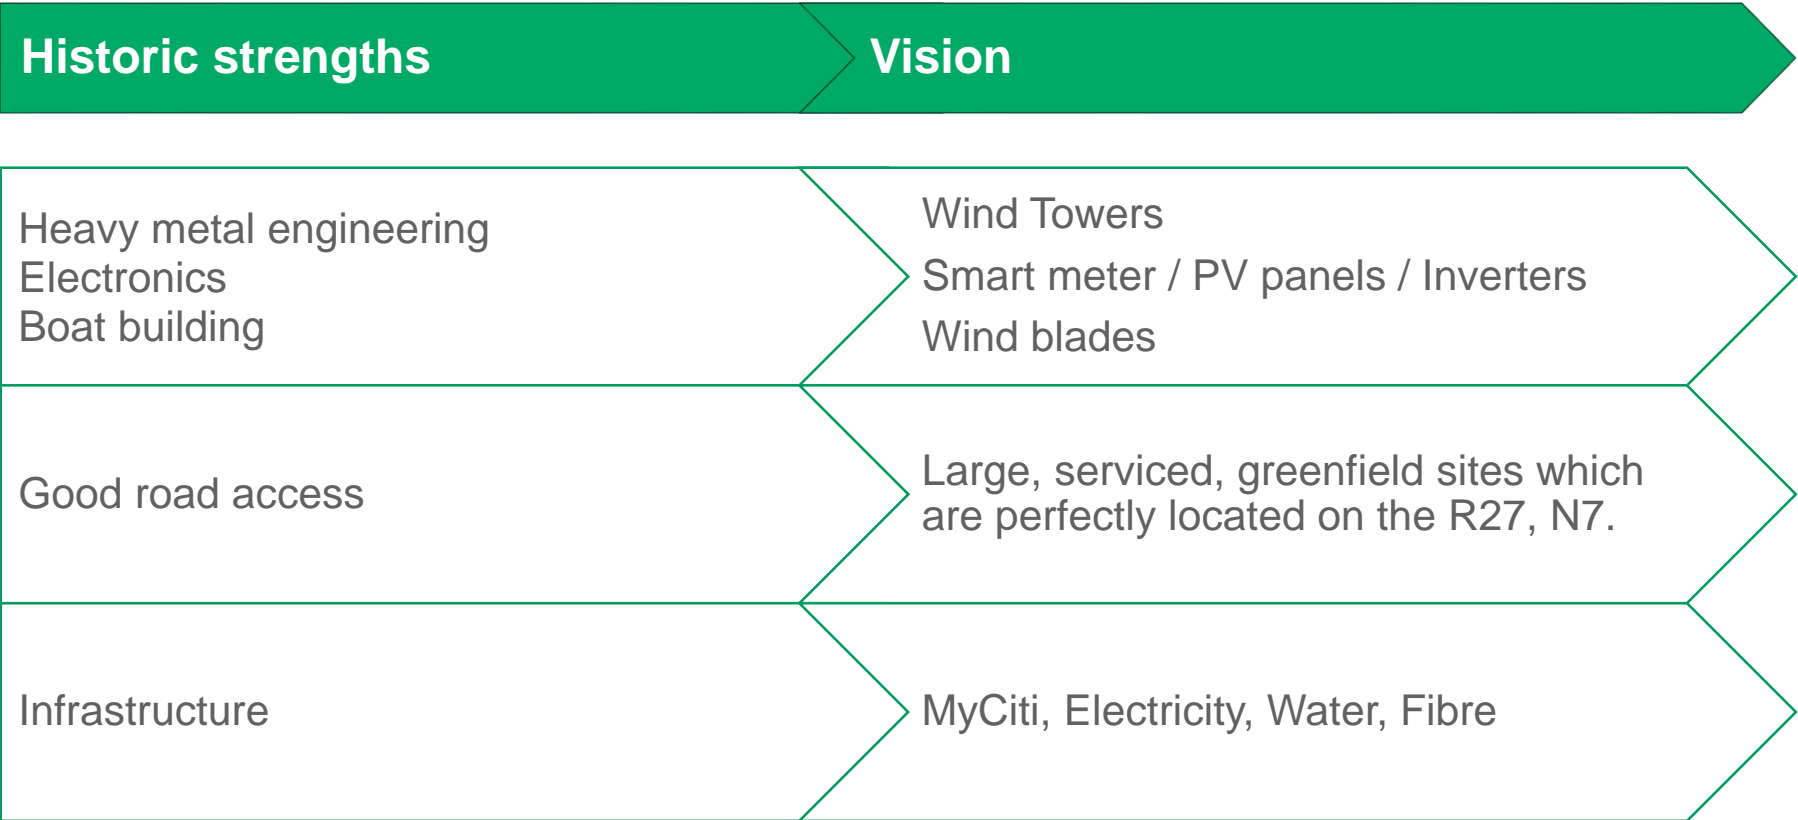 Historic strengths
Vision
Heavy metal engineering
Electronics
Boat building
Wind Towers
Smart meter / PV panels / Inverters
Wind blades
Good road access
Large, serviced, greenfield sites which
are perfectly located on the R27, N7.
Infrastructure
MyCiti, Electricity, Water, Fibre